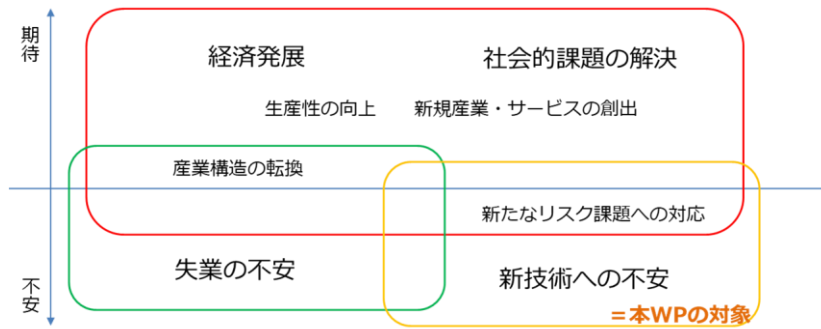 期待
経済発展
社会的課題の解決
生産性の向上
新規産業・サービスの創出
産業構造の転換
新たなリスク課題への対応
失業の不安
新技術への不安
不安
=本WPの対象